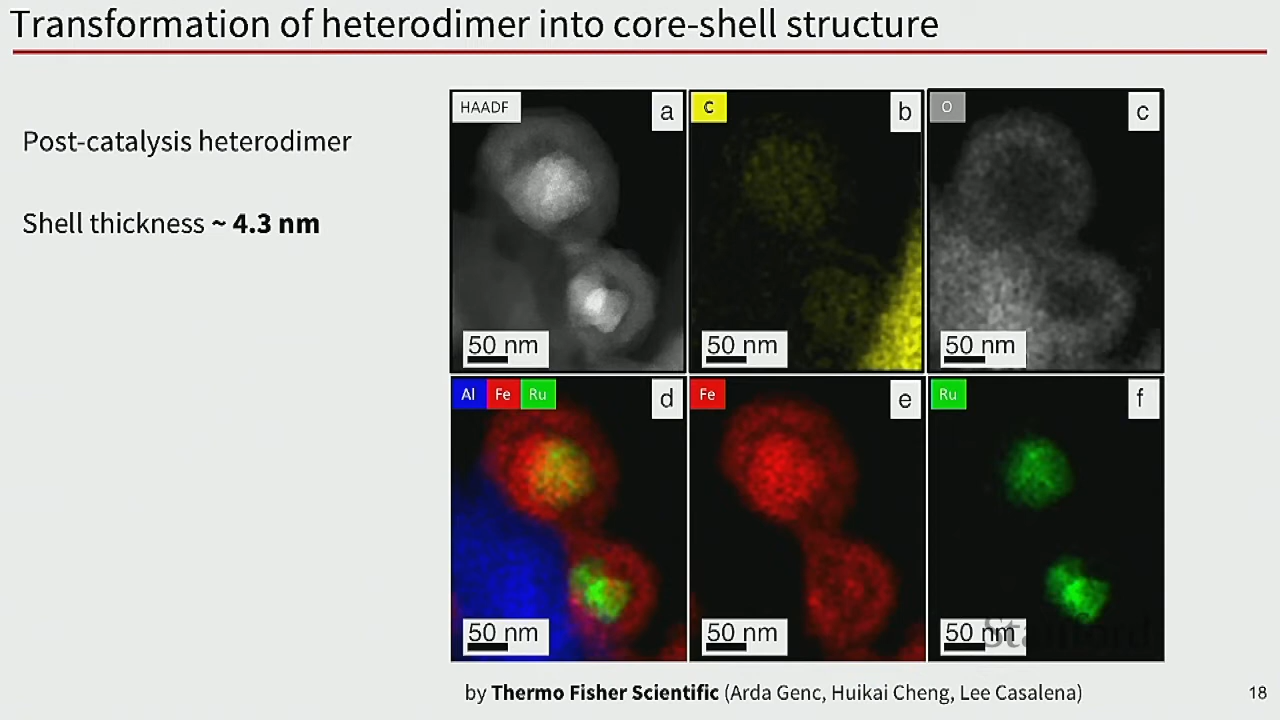 Transformation of heterodimer into core-shell structure
Post-catalysis heterodimer
Shell thickness ~ 4.3 nm
HAADF a
50 nm
C b
50 nm
O c
50 nm
Al Fe Ru d
50 nm
Fe e
50 nm
Ru f
50 nm
Stanford
by Thermo Fisher Scientific (Arda Genc, Huikai Cheng, Lee Casalena)
18